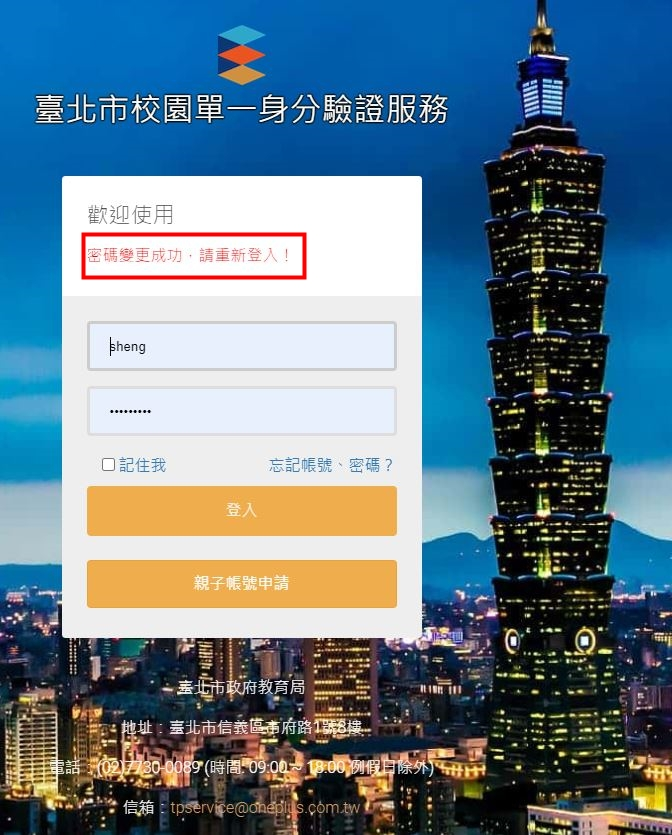 臺北市校園單一身分驗證服務
歡迎使用
密碼變更成功，請重新登入！
sheng
•••••••••
記住我 忘記帳號、密碼？
登入
親子帳號申請
臺北市政府教育局
地址：臺北市信義區市府路1號8樓
電話：(02)7730-0089 (時間: 09:00 ~ 18:00,例假日除外)
信箱：tpservice@oneplus.com.tw